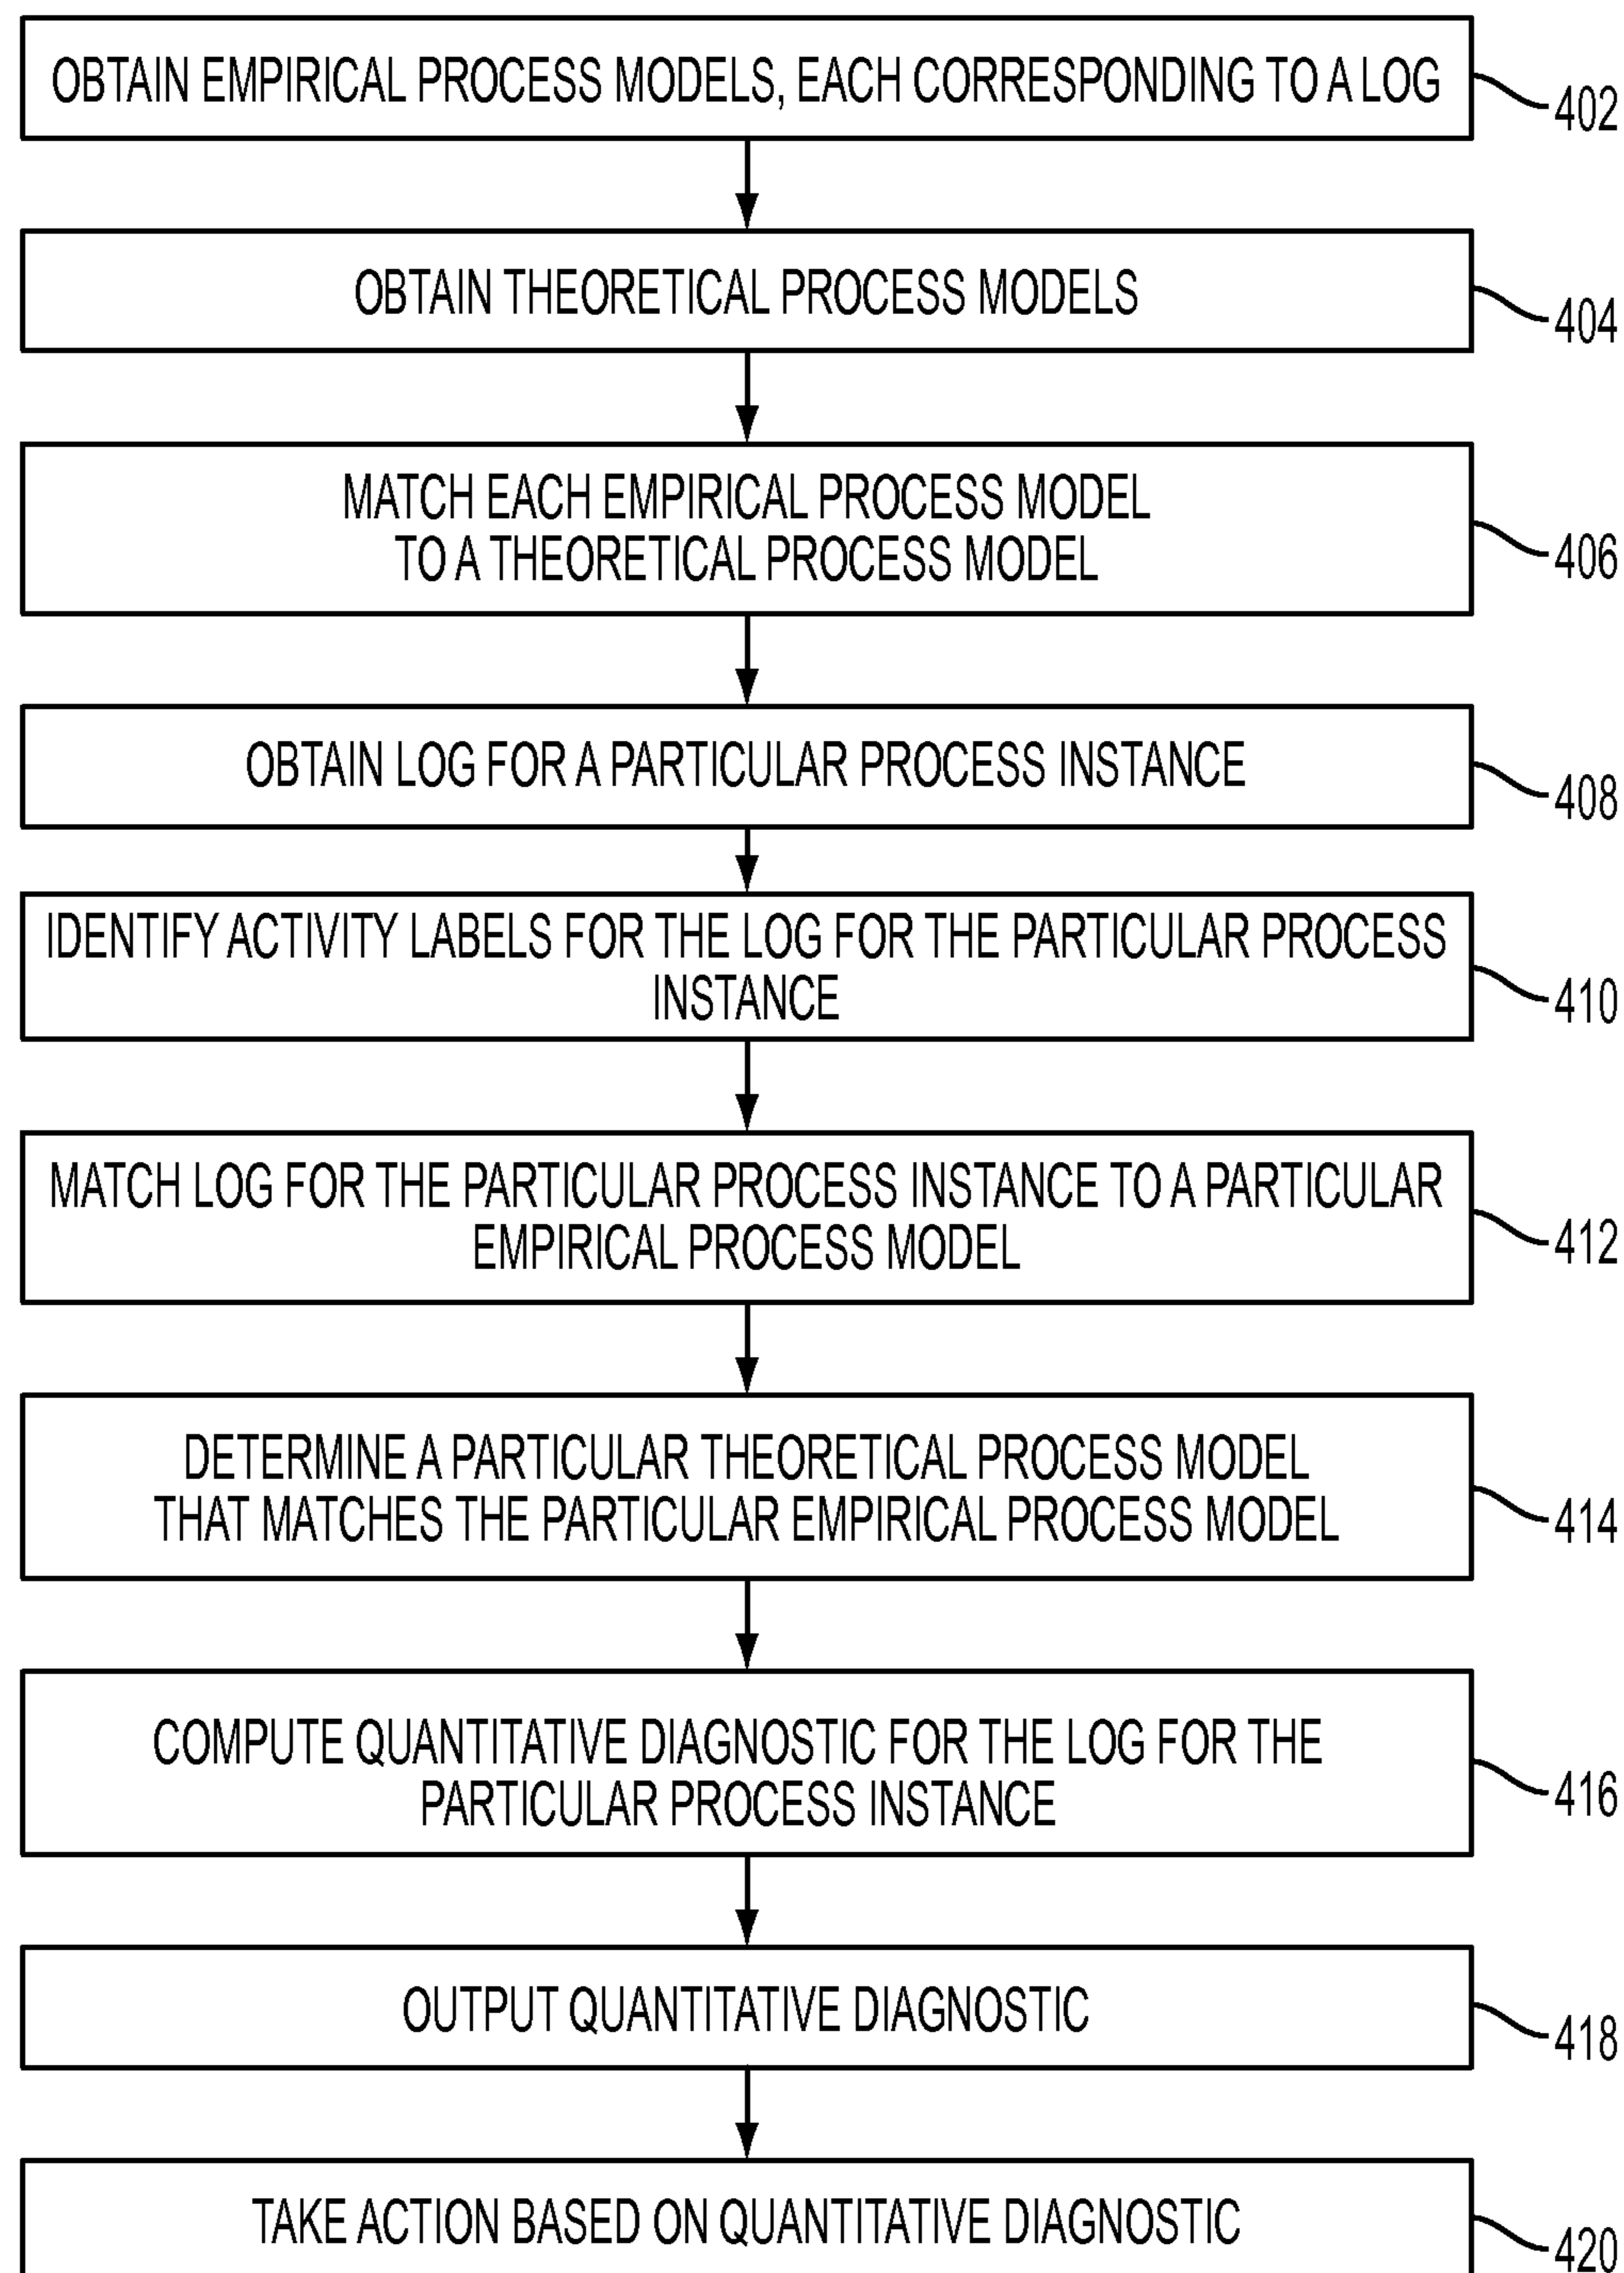 OBTAIN EMPIRICAL PROCESS MODELS, EACH CORRESPONDING TO A LOG
402
OBTAIN THEORETICAL PROCESS MODELS
404
MATCH EACH EMPIRICAL PROCESS MODEL
TO A THEORETICAL PROCESS MODEL
406
OBTAIN LOG FOR A PARTICULAR PROCESS INSTANCE
408
IDENTIFY ACTIVITY LABELS FOR THE LOG FOR THE PARTICULAR PROCESS
INSTANCE
410
MATCH LOG FOR THE PARTICULAR PROCESS INSTANCE TO A PARTICULAR
EMPIRICAL PROCESS MODEL
412
DETERMINE A PARTICULAR THEORETICAL PROCESS MODEL
THAT MATCHES THE PARTICULAR EMPIRICAL PROCESS MODEL
414
COMPUTE QUANTITATIVE DIAGNOSTIC FOR THE LOG FOR THE
PARTICULAR PROCESS INSTANCE
416
OUTPUT QUANTITATIVE DIAGNOSTIC
418
TAKE ACTION BASED ON QUANTITATIVE DIAGNOSTIC
420